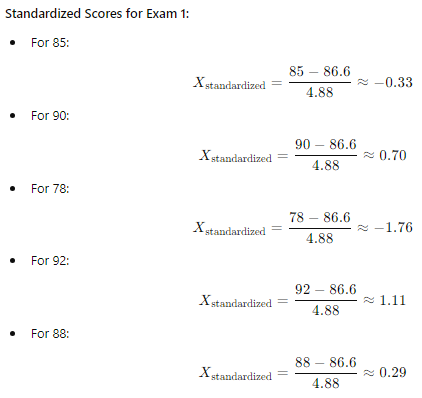 Standardized Scores for Exam 1:
• For 85:
X_standardized = (85 − 86.6)/4.88 ≈ −0.33
• For 90:
X_standardized = (90 − 86.6)/4.88 ≈ 0.70
• For 78:
X_standardized = (78 − 86.6)/4.88 ≈ −1.76
• For 92:
X_standardized = (92 − 86.6)/4.88 ≈ 1.11
• For 88:
X_standardized = (88 − 86.6)/4.88 ≈ 0.29